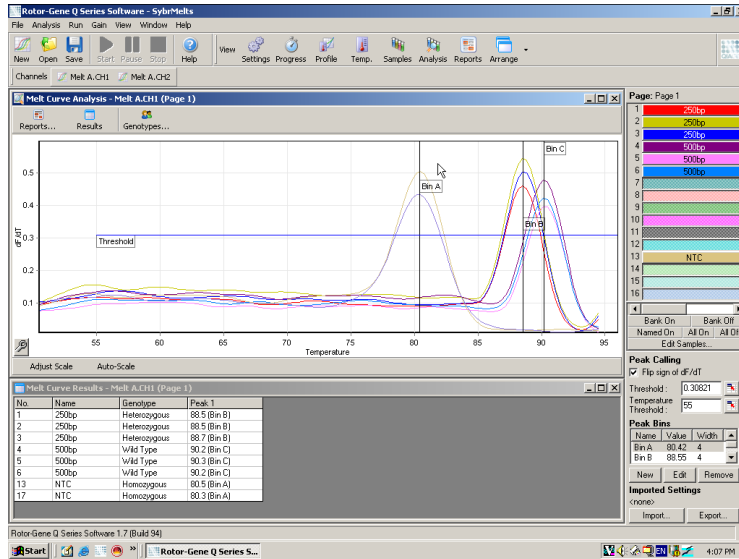 Rotor-Gene Q Series Software - SybrMelts
File Analysis Run Gain View Window Help
New Open Save Start Pause Stop Help View Settings Progress Profile Temp. Samples Analysis Reports Arrange
Channels Melt A.CH1 Melt A.CH2
Melt Curve Analysis - Melt A.CH1 (Page 1)
Reports... Results Genotypes...
Bin C
Bin A
Bin B
Threshold
dF/dT
0.5
0.4
0.3
0.2
0.1
55 60 65 70 75 80 85 90 95
Temperature
Adjust Scale Auto-Scale
Melt Curve Results - Melt A.CH1 (Page 1)
No. Name Genotype Peak 1
1 250bp Heterozygous 88.5 (Bin B)
2 250bp Heterozygous 88.5 (Bin B)
3 250bp Heterozygous 88.7 (Bin B)
4 500bp Wild Type 90.2 (Bin C)
5 500bp Wild Type 90.3 (Bin C)
6 500bp Wild Type 90.2 (Bin C)
13 NTC Homozygous 80.5 (Bin A)
17 NTC Homozygous 80.3 (Bin A)
Page: Page 1
1 250bp
2 250bp
3 250bp
4 500bp
5 500bp
6 500bp
7
8
9
10
11
12
13 NTC
14
15
16
Bank On Bank Off
Named On All On All Off
Edit Samples...
Peak Calling
Flip sign of dF/dT
Threshold : 0.30821
Temperature
Threshold : 55
Peak Bins
Name Value Width
Bin A 80.42 4
Bin B 88.55 4
New Edit Remove
Imported Settings
<none>
Import... Export...
Rotor-Gene Q Series Software 1.7 (Build 94)
Start Rotor-Gene Q Series S... EN 4:07 PM